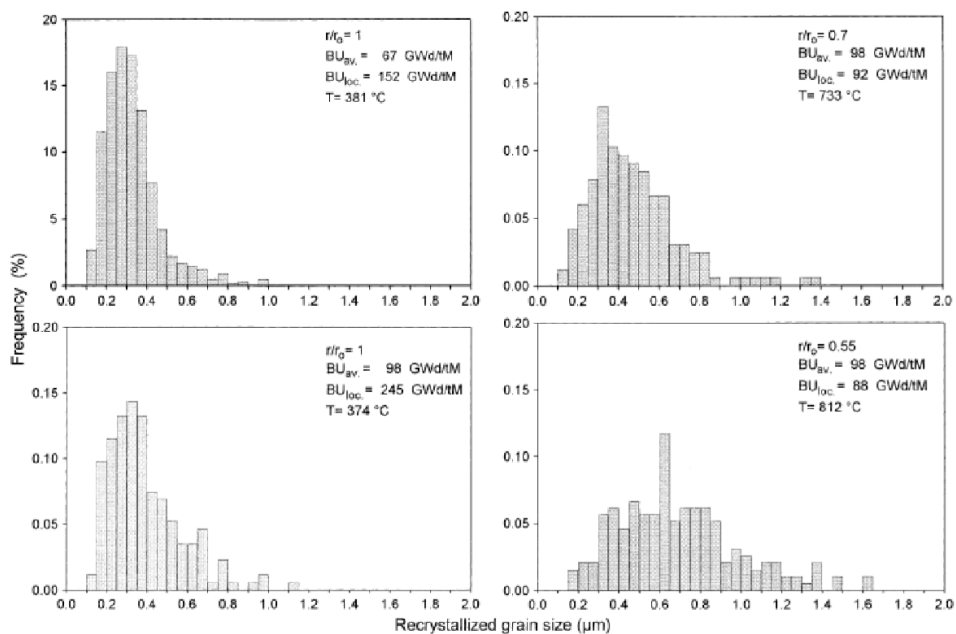 20
15
10
5
0
0.0 0.2 0.4 0.6 0.8 1.0 1.2 1.4 1.6 1.8 2.0
r/r₀= 1
BU_av. = 67 GWd/tM
BU_loc. = 152 GWd/tM
T= 381 °C
0.20
0.15
0.10
0.05
0.00
0.0 0.2 0.4 0.6 0.8 1.0 1.2 1.4 1.6 1.8 2.0
r/r₀= 0.7
BU_av. = 98 GWd/tM
BU_loc. = 92 GWd/tM
T= 733 °C
Frequency (%)
0.20
0.15
0.10
0.05
0.00
0.0 0.2 0.4 0.6 0.8 1.0 1.2 1.4 1.6 1.8 2.0
r/r₀= 1
BU_av. = 98 GWd/tM
BU_loc. = 245 GWd/tM
T= 374 °C
0.20
0.15
0.10
0.05
0.00
0.0 0.2 0.4 0.6 0.8 1.0 1.2 1.4 1.6 1.8 2.0
r/r₀= 0.55
BU_av. = 98 GWd/tM
BU_loc. = 88 GWd/tM
T= 812 °C
Recrystallized grain size (µm)